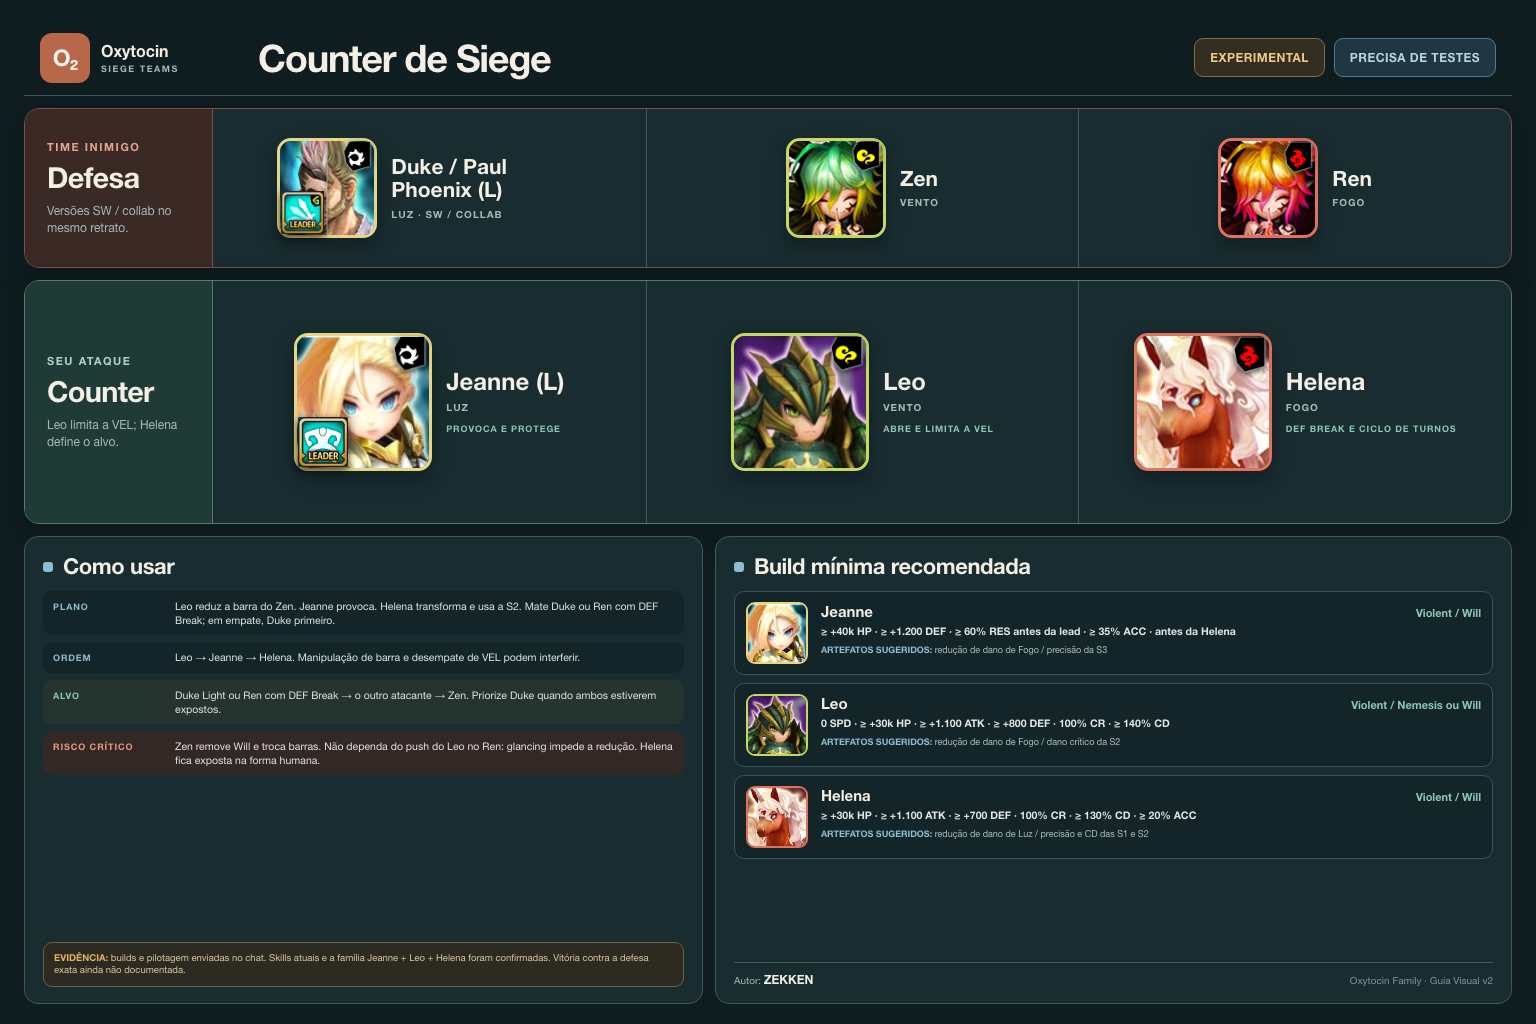 O2
Oxytocin
SIEGE TEAMS
Counter de Siege
EXPERIMENTAL
PRECISA DE TESTES
TIME INIMIGO
Defesa
Versões SW / collab no
mesmo retrato.
LEADER
Duke / Paul
Phoenix (L)
LUZ · SW / COLLAB
Zen
VENTO
Ren
FOGO
SEU ATAQUE
Counter
Leo limita a VEL; Helena
define o alvo.
LEADER
Jeanne (L)
LUZ
PROVOCA E PROTEGE
Leo
VENTO
ABRE E LIMITA A VEL
Helena
FOGO
DEF BREAK E CICLO DE TURNOS
Como usar
PLANO
Leo reduz a barra do Zen. Jeanne provoca. Helena transforma e usa a S2. Mate Duke ou Ren com DEF
Break; em empate, Duke primeiro.
ORDEM
Leo → Jeanne → Helena. Manipulação de barra e desempate de VEL podem interferir.
ALVO
Duke Light ou Ren com DEF Break → o outro atacante → Zen. Priorize Duke quando ambos estiverem
expostos.
RISCO CRÍTICO
Zen remove Will e troca barras. Não dependa do push do Leo no Ren: glancing impede a redução. Helena
fica exposta na forma humana.
EVIDÊNCIA: builds e pilotagem enviadas no chat. Skills atuais e a família Jeanne + Leo + Helena foram confirmadas. Vitória contra a defesa
exata ainda não documentada.
Build mínima recomendada
Jeanne
Violent / Will
≥ +40k HP · ≥ +1.200 DEF · ≥ 60% RES antes da lead · ≥ 35% ACC · antes da Helena
ARTEFATOS SUGERIDOS: redução de dano de Fogo / precisão da S3
Leo
Violent / Nemesis ou Will
0 SPD · ≥ +30k HP · ≥ +1.100 ATK · ≥ +800 DEF · 100% CR · ≥ 140% CD
ARTEFATOS SUGERIDOS: redução de dano de Fogo / dano crítico da S2
Helena
Violent / Will
≥ +30k HP · ≥ +1.100 ATK · ≥ +700 DEF · 100% CR · ≥ 130% CD · ≥ 20% ACC
ARTEFATOS SUGERIDOS: redução de dano de Luz / precisão e CD das S1 e S2
Autor: ZEKKEN
Oxytocin Family · Guia Visual v2